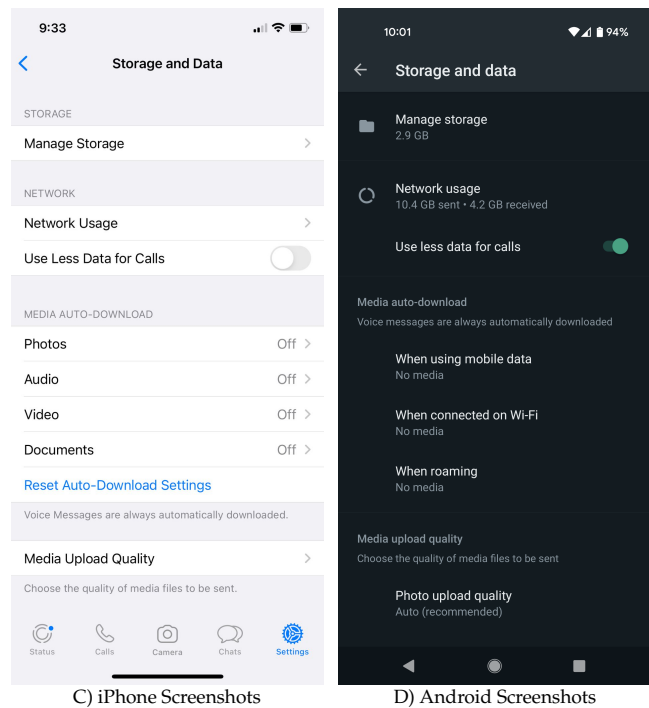 9:33
Storage and Data
STORAGE
Manage Storage
NETWORK
Network Usage
Use Less Data for Calls
MEDIA AUTO-DOWNLOAD
Photos Off
Audio Off
Video Off
Documents Off
Reset Auto-Download Settings
Voice Messages are always automatically downloaded.
Media Upload Quality
Choose the quality of media files to be sent.
Status Calls Camera Chats Settings
C) iPhone Screenshots
10:01 94%
Storage and data
Manage storage
2.9 GB
Network usage
10.4 GB sent • 4.2 GB received
Use less data for calls
Media auto-download
Voice messages are always automatically downloaded
When using mobile data
No media
When connected on Wi-Fi
No media
When roaming
No media
Media upload quality
Choose the quality of media files to be sent
Photo upload quality
Auto (recommended)
D) Android Screenshots